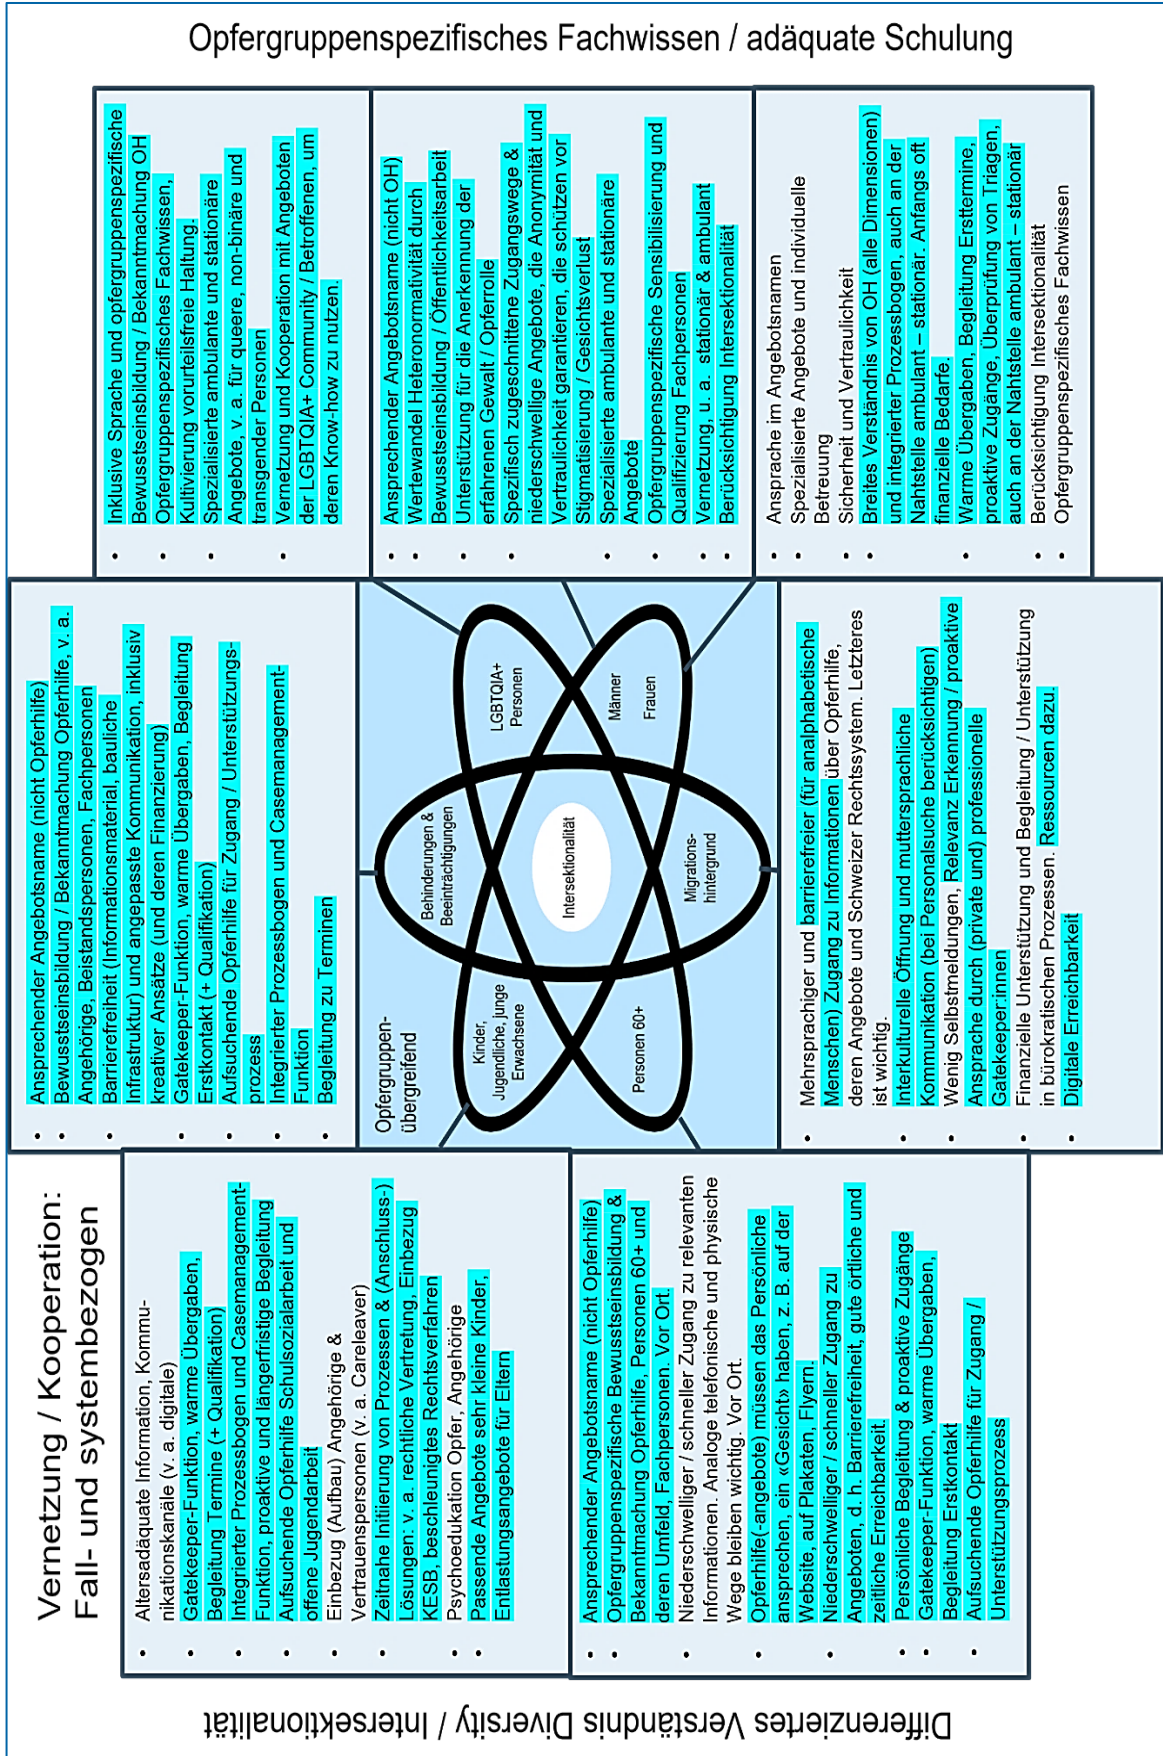 Opfergruppenspezifisches Fachwissen / adäquate Schulung
Vernetzung / Kooperation:
Fall- und systembezogen
Differenziertes Verständnis Diversity / Intersektionalität
• Altersadäquate Information, Kommu-
nikationskanäle (v. a. digitale)
• Gatekeeper-Funktion, warme Übergaben,
Begleitung Termine (+ Qualifikation)
• Integrierter Prozessbogen und Casemanagement-
Funktion, proaktive und längerfristige Begleitung
• Aufsuchende Opferhilfe Schulsozialarbeit und
offene Jugendarbeit
• Einbezug (Aufbau) Angehörige &
Vertrauenspersonen (v. a. Careleaver)
• Zeitnahe Initiierung von Prozessen & (Anschluss-)
Lösungen: v. a. rechtliche Vertretung, Einbezug
KESB, beschleunigtes Rechtsverfahren
• Psychoedukation Opfer, Angehörige
• Passende Angebote sehr kleine Kinder,
Entlastungsangebote für Eltern
• Ansprechender Angebotsname (nicht Opferhilfe)
• Bewusstseinsbildung / Bekanntmachung Opferhilfe, v. a.
Angehörige, Beistandspersonen, Fachpersonen
• Barrierefreiheit (Informationsmaterial, bauliche
Infrastruktur) und angepasste Kommunikation, inklusiv
kreativer Ansätze (und deren Finanzierung)
• Gatekeeper-Funktion, warme Übergaben, Begleitung
Erstkontakt (+ Qualifikation)
• Aufsuchende Opferhilfe für Zugang / Unterstützungs-
prozess
• Integrierter Prozessbogen und Casemanagement-
Funktion
• Begleitung zu Terminen
• Inklusive Sprache und opfergruppenspezifische
Bewusstseinsbildung / Bekanntmachung OH
• Opfergruppenspezifisches Fachwissen,
Kultivierung vorurteilsfreie Haltung.
• Spezialisierte ambulante und stationäre
Angebote, v. a. für queere, non-binäre und
transgender Personen
• Vernetzung und Kooperation mit Angeboten
der LGBTQIA+ Community / Betroffenen, um
deren Know-how zu nutzen
Opfergruppen-
übergreifend
Kinder,
Jugendliche, junge
Erwachsene
Behinderungen &
Beeinträchtigungen
LGBTQIA+
Personen
Intersektionalität
Männer
Frauen
Personen 60+
Migrations-
hintergrund
• Ansprechender Angebotsname (nicht OH)
• Wertewandel Heteronormativität durch
Bewusstseinsbildung / Öffentlichkeitsarbeit
• Unterstützung für die Anerkennung der
erfahrenen Gewalt / Opferrolle
• Spezifisch zugeschnittene Zugangswege &
niederschwellige Angebote, die Anonymität und
Vertraulichkeit garantieren, die schützen vor
Stigmatisierung / Gesichtsverlust
• Spezialisierte ambulante und stationäre
Angebote
• Opfergruppenspezifische Sensibilisierung und
Qualifizierung Fachpersonen
• Vernetzung, u. a. stationär & ambulant
• Berücksichtigung Intersektionalität
• Ansprechender Angebotsname (nicht Opferhilfe)
• Opfergruppenspezifische Bewusstseinsbildung &
Bekanntmachung Opferhilfe, Personen 60+ und
deren Umfeld, Fachpersonen. Vor Ort.
• Niederschwelliger / schneller Zugang zu relevanten
Informationen. Analoge telefonische und physische
Wege bleiben wichtig. Vor Ort.
• Opferhilfe(-angebote) müssen das Persönliche
ansprechen, ein «Gesicht» haben, z. B. auf der
Website, auf Plakaten, Flyern.
• Niederschwelliger / schneller Zugang zu
Angeboten, d. h. Barrierefreiheit, gute örtliche und
zeitliche Erreichbarkeit.
• Persönliche Begleitung & proaktive Zugänge
• Gatekeeper-Funktion, warme Übergaben,
Begleitung Erstkontakt
• Aufsuchende Opferhilfe für Zugang /
Unterstützungsprozess
• Mehrsprachiger und barrierefreier (für analphabetische
Menschen) Zugang zu Informationen über Opferhilfe,
deren Angebote und Schweizer Rechtssystem. Letzteres
ist wichtig.
• Interkulturelle Öffnung und muttersprachliche
Kommunikation (bei Personalsuche berücksichtigen)
• Wenig Selbstmeldungen, Relevanz Erkennung / proaktive
Ansprache durch (private und) professionelle
Gatekeeper:innen
• Finanzielle Unterstützung und Begleitung / Unterstützung
in bürokratischen Prozessen. Ressourcen dazu.
• Digitale Erreichbarkeit
• Ansprache im Angebotsnamen
• Spezialisierte Angebote und individuelle
Betreuung
• Sicherheit und Vertraulichkeit
• Breites Verständnis von OH (alle Dimensionen)
und integrierter Prozessbogen, auch an der
Nahtstelle ambulant – stationär. Anfangs oft
finanzielle Bedarfe.
• Warme Übergaben, Begleitung Ersttermine,
proaktive Zugänge, Überprüfung von Triagen,
auch an der Nahtstelle ambulant – stationär
• Berücksichtigung Intersektionalität
• Opfergruppenspezifisches Fachwissen